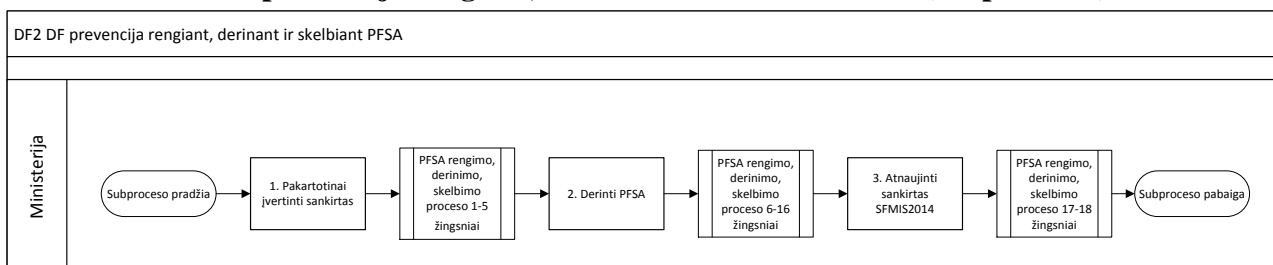 DF2 DF prevencija rengiant, derinant ir skelbiant PFSA
Ministerija
Subproceso pradžia
1. Pakartotinai
įvertinti sankirtas
PFSA rengimo,
derinimo,
skelbimo
proceso 1-5
žingsniai
2. Derinti PFSA
PFSA rengimo,
derinimo,
skelbimo
proceso 6-16
žingsniai
3. Atnaujinti
sankirtas
SFMIS2014
PFSA rengimo,
derinimo,
skelbimo
proceso 17-18
žingsniai
Subproceso pabaiga